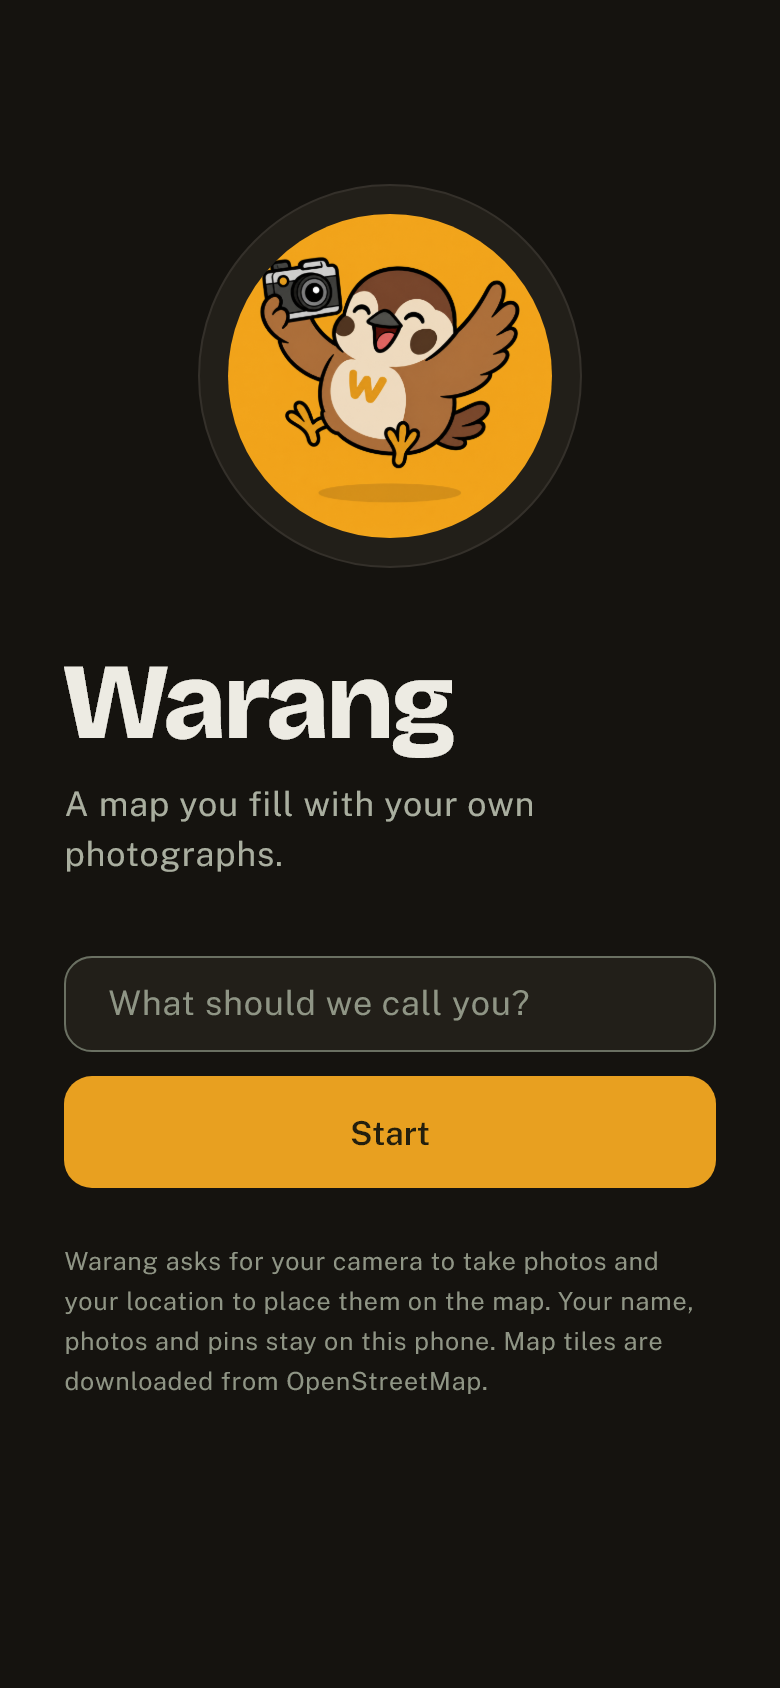 W
Warang
A map you fill with your own
photographs.
What should we call you?
Start
Warang asks for your camera to take photos and
your location to place them on the map. Your name,
photos and pins stay on this phone. Map tiles are
downloaded from OpenStreetMap.